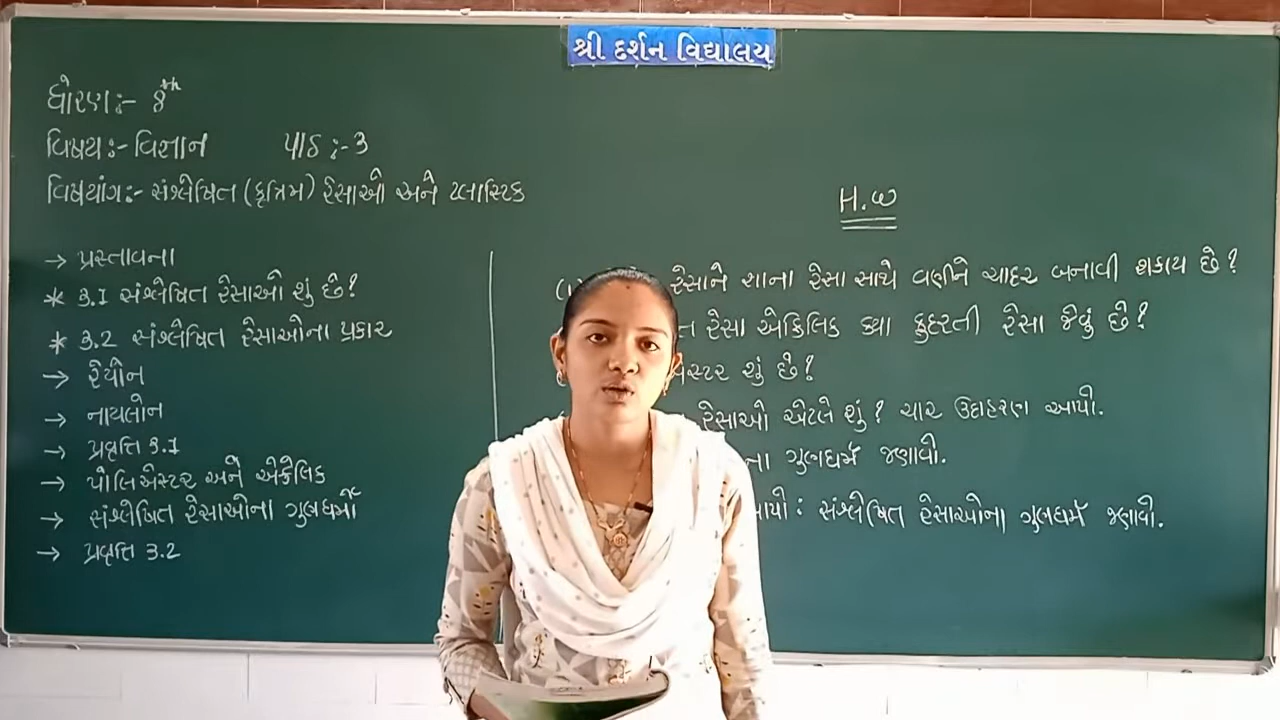 શ્રી દર્શન વિદ્યાલય
ધોરણઃ- 8th
વિષયઃ- વિજ્ઞાન પાઠઃ-3
વિષયાંગઃ- સંશ્લેષિત (કૃત્રિમ) રેસાઓ અને પ્લાસ્ટિક
→ પ્રસ્તાવના
* 3.1 સંશ્લેષિત રેસાઓ શું છે?
* 3.2 સંશ્લેષિત રેસાઓના પ્રકાર
→ રેયોન
→ નાયલોન
→ પ્રવૃત્તિ 3.1
→ પોલિએસ્ટર અને એક્રેલિક
→ સંશ્લેષિત રેસાઓના ગુણધર્મો
→ પ્રવૃત્તિ 3.2
H.W
રેસાને શાના રેસા સાથે વણીને ચાદર બનાવી શકાય છે?
રેસા એક્રિલિક ક્યા કુદરતી રેસા જેવું છે?
શું છે?
રેસાઓ એટલે શું? ચાર ઉદાહરણ આપો.
ના ગુણધર્મ જણાવો.
આપો : સંશ્લેષિત રેસાઓના ગુણધર્મ જણાવો.